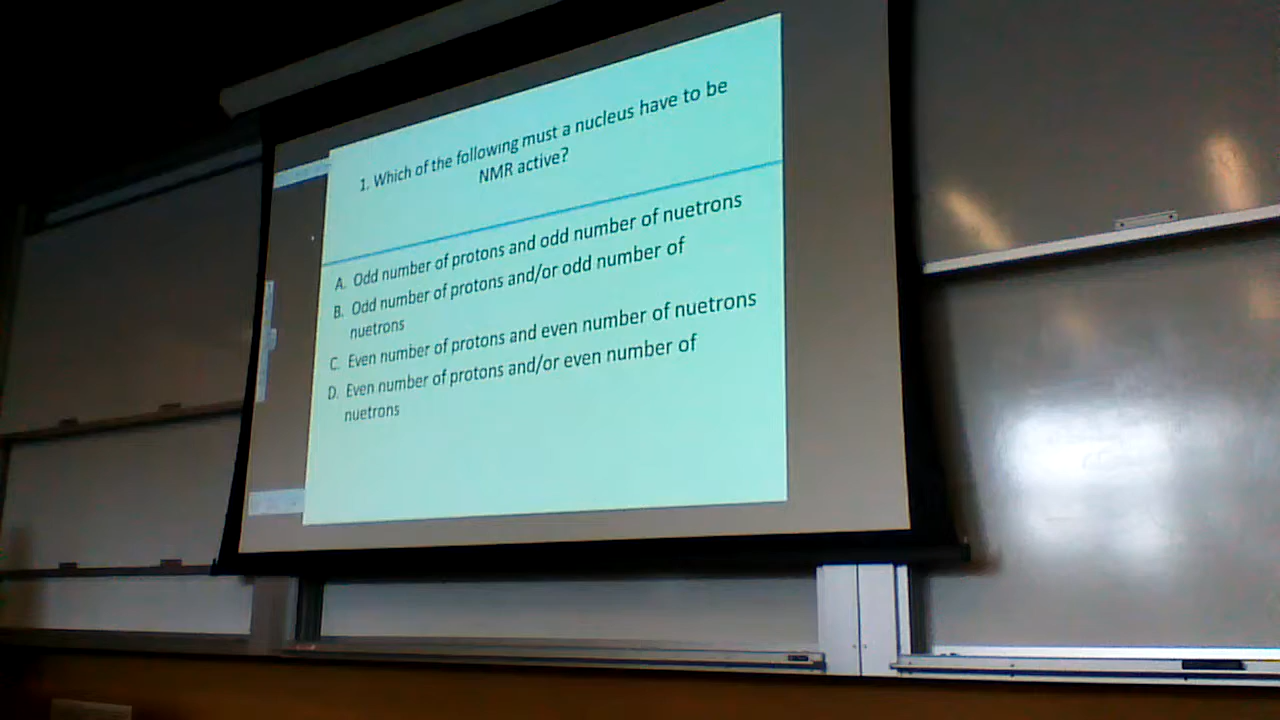 1. Which of the following must a nucleus have to be
NMR active?
A. Odd number of protons and odd number of nuetrons
B. Odd number of protons and/or odd number of
nuetrons
C. Even number of protons and even number of nuetrons
D. Even number of protons and/or even number of
nuetrons